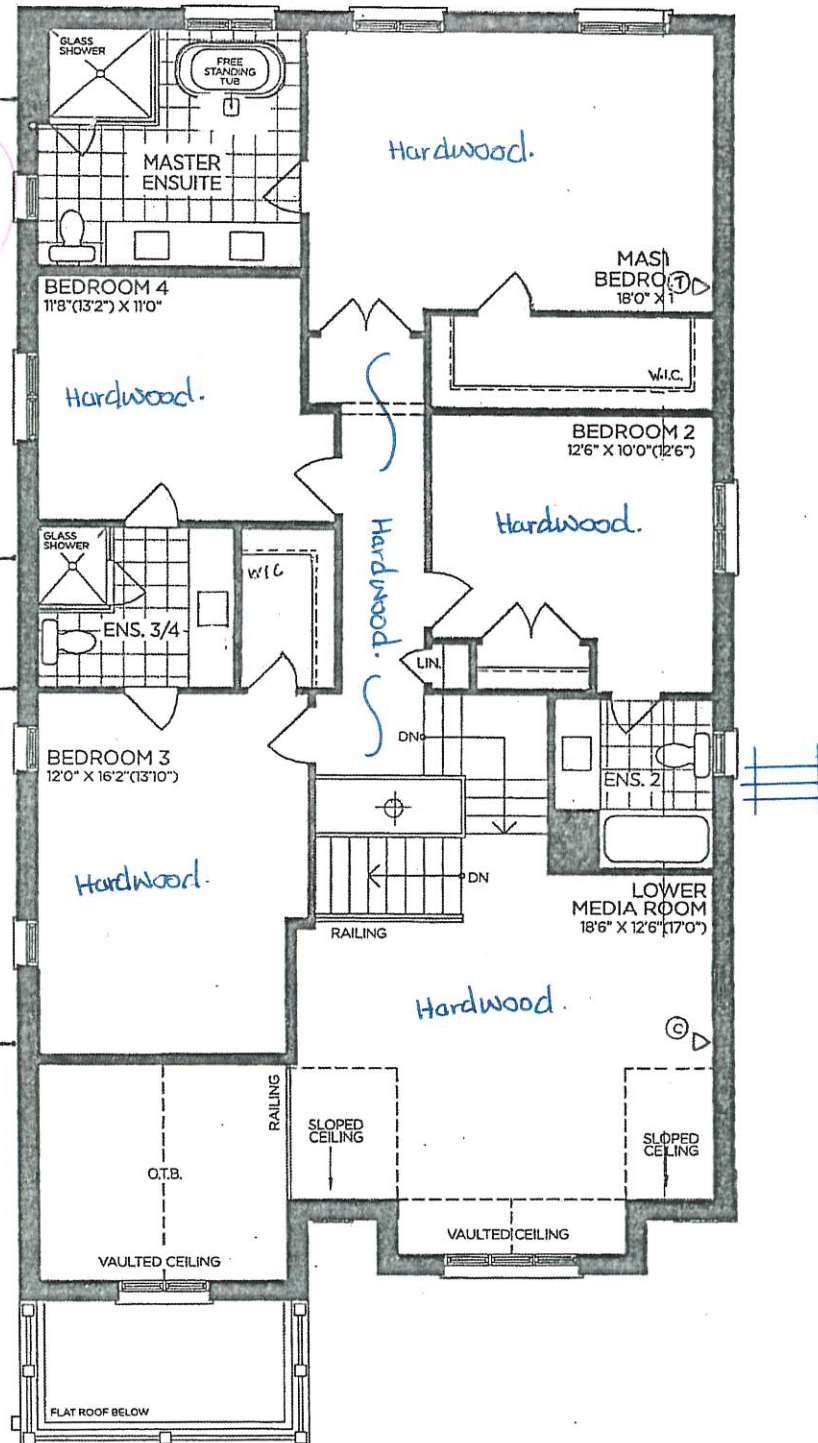 GLASS
SHOWER
FREE
STANDING
TUB
MASTER
ENSUITE
Hardwood.
BEDROOM 4
11'8"(13'2") X 11'0"
Hardwood.
T
18'0" X 1
W.I.C.
BEDROOM 2
12'6" X 10'0"(12'6")
Hardwood.
GLASS
SHOWER
ENS. 3/4
W.I.C
Hardwood.
LIN.
DN
BEDROOM 3
12'0" X 16'2"(13'10")
Hardwood.
ENS. 2
DN
RAILING
LOWER
MEDIA ROOM
18'6" X 12'6"(17'0")
Hardwood.
C
RAILING
SLOPED
CEILING
SLOPED
CEILING
O.T.B.
VAULTED CEILING
VAULTED CEILING
FLAT ROOF BELOW